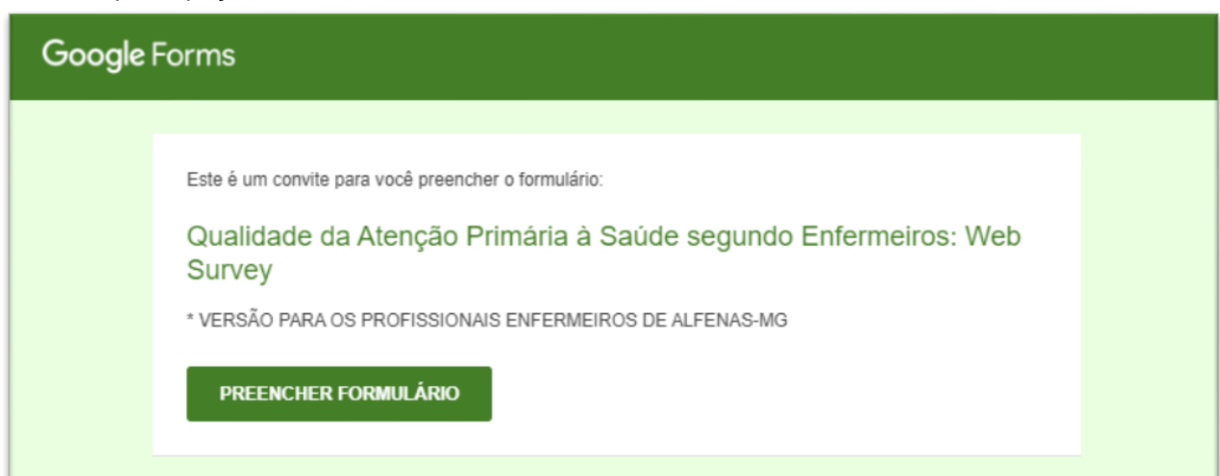 Google Forms
Este é um convite para você preencher o formulário:
Qualidade da Atenção Primária à Saúde segundo Enfermeiros: Web
Survey
* VERSÃO PARA OS PROFISSIONAIS ENFERMEIROS DE ALFENAS-MG
PREENCHER FORMULÁRIO